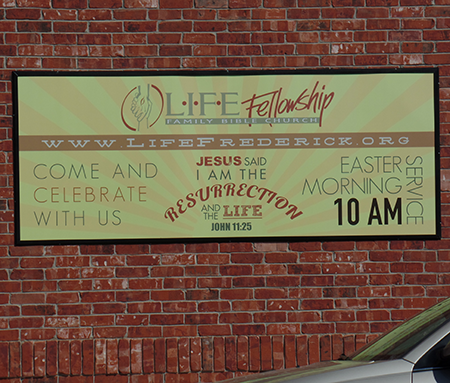 L·I·F·E Fellowship
FAMILY BIBLE CHURCH
WWW.LIFEFREDERICK.ORG
COME AND
CELEBRATE
WITH US
JESUS SAID
I AM THE
RESURRECTION
AND THE LIFE
JOHN 11:25
EASTER
MORNING
10 AM
SERVICE